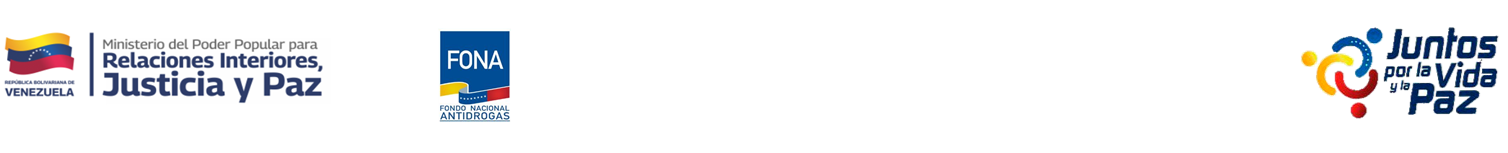 REPÚBLICA BOLIVARIANA DE
VENEZUELA
Ministerio del Poder Popular para
Relaciones Interiores,
Justicia y Paz
FONA
FONDO NACIONAL
ANTIDROGAS
Juntos
por la Vida
y la Paz